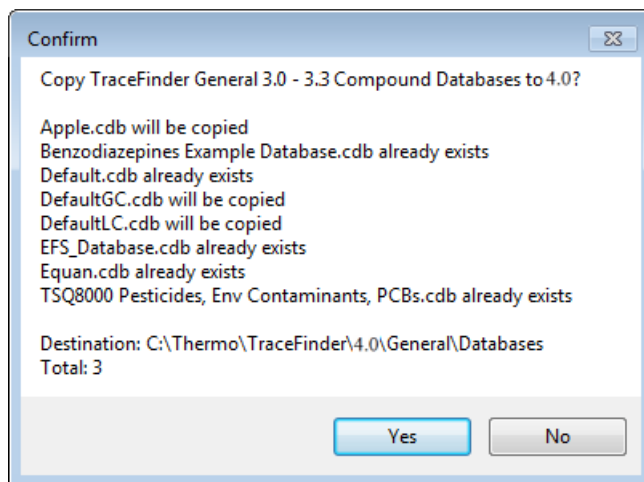 Confirm
Copy TraceFinder General 3.0 - 3.3 Compound Databases to 4.0?
Apple.cdb will be copied
Benzodiazepines Example Database.cdb already exists
Default.cdb already exists
DefaultGC.cdb will be copied
DefaultLC.cdb will be copied
EFS_Database.cdb already exists
Equan.cdb already exists
TSQ8000 Pesticides, Env Contaminants, PCBs.cdb already exists
Destination: C:\Thermo\TraceFinder\4.0\General\Databases
Total: 3
Yes No